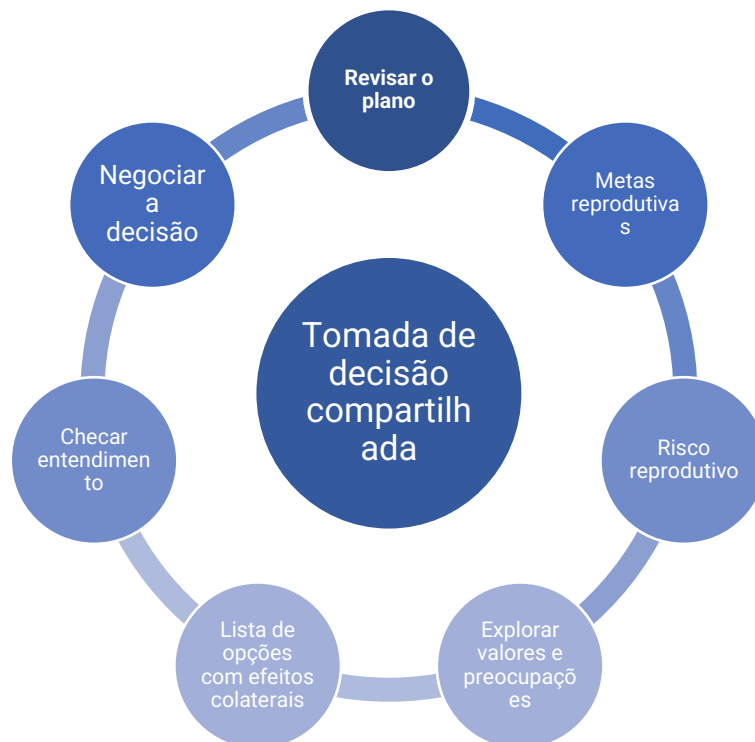 Revisar o
plano
Metas
reprodutiva
s
Risco
reprodutivo
Explorar
valores e
preocupaçõ
es
Lista de
opções
com efeitos
colaterais
Checar
entendimen
to
Negociar
a
decisão
Tomada de
decisão
compartilh
ada